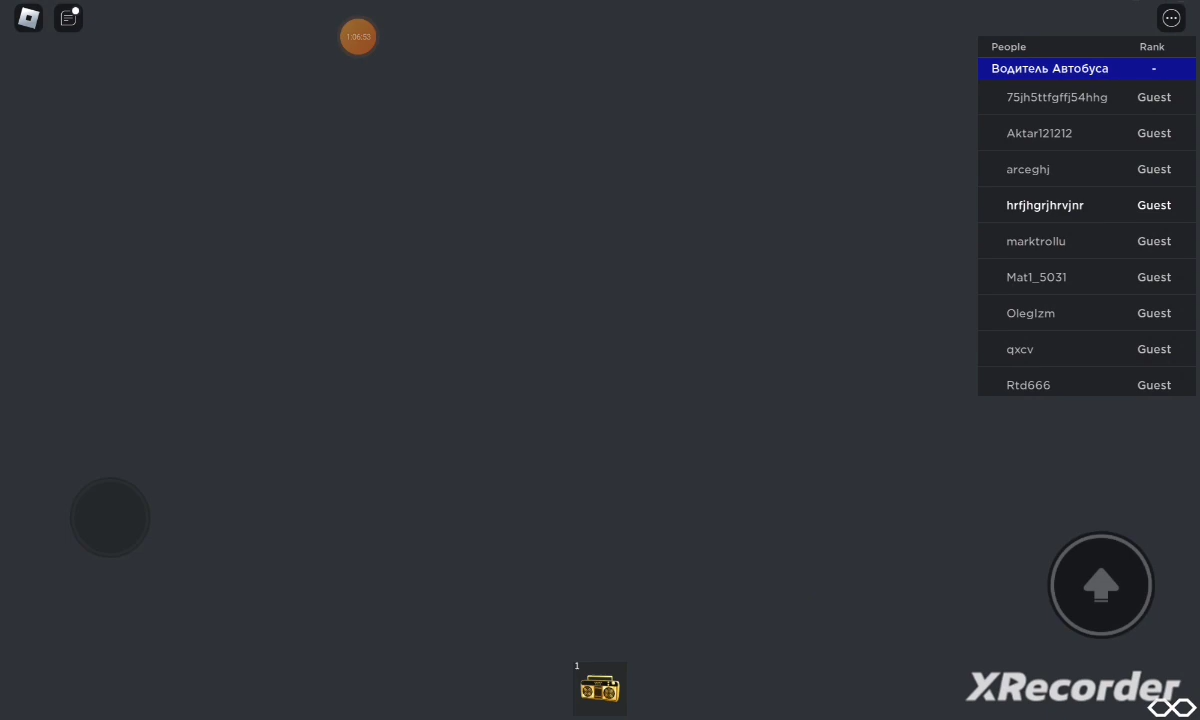 1:06:53
People Rank
Водитель Автобуса -
75jh5ttfgffj54hhg Guest
Aktar121212 Guest
arceghj Guest
hrfjhgrjhrvjnr Guest
marktrollu Guest
Mat1_5031 Guest
OlegIzm Guest
qxcv Guest
Rtd666 Guest
1
XRecorder